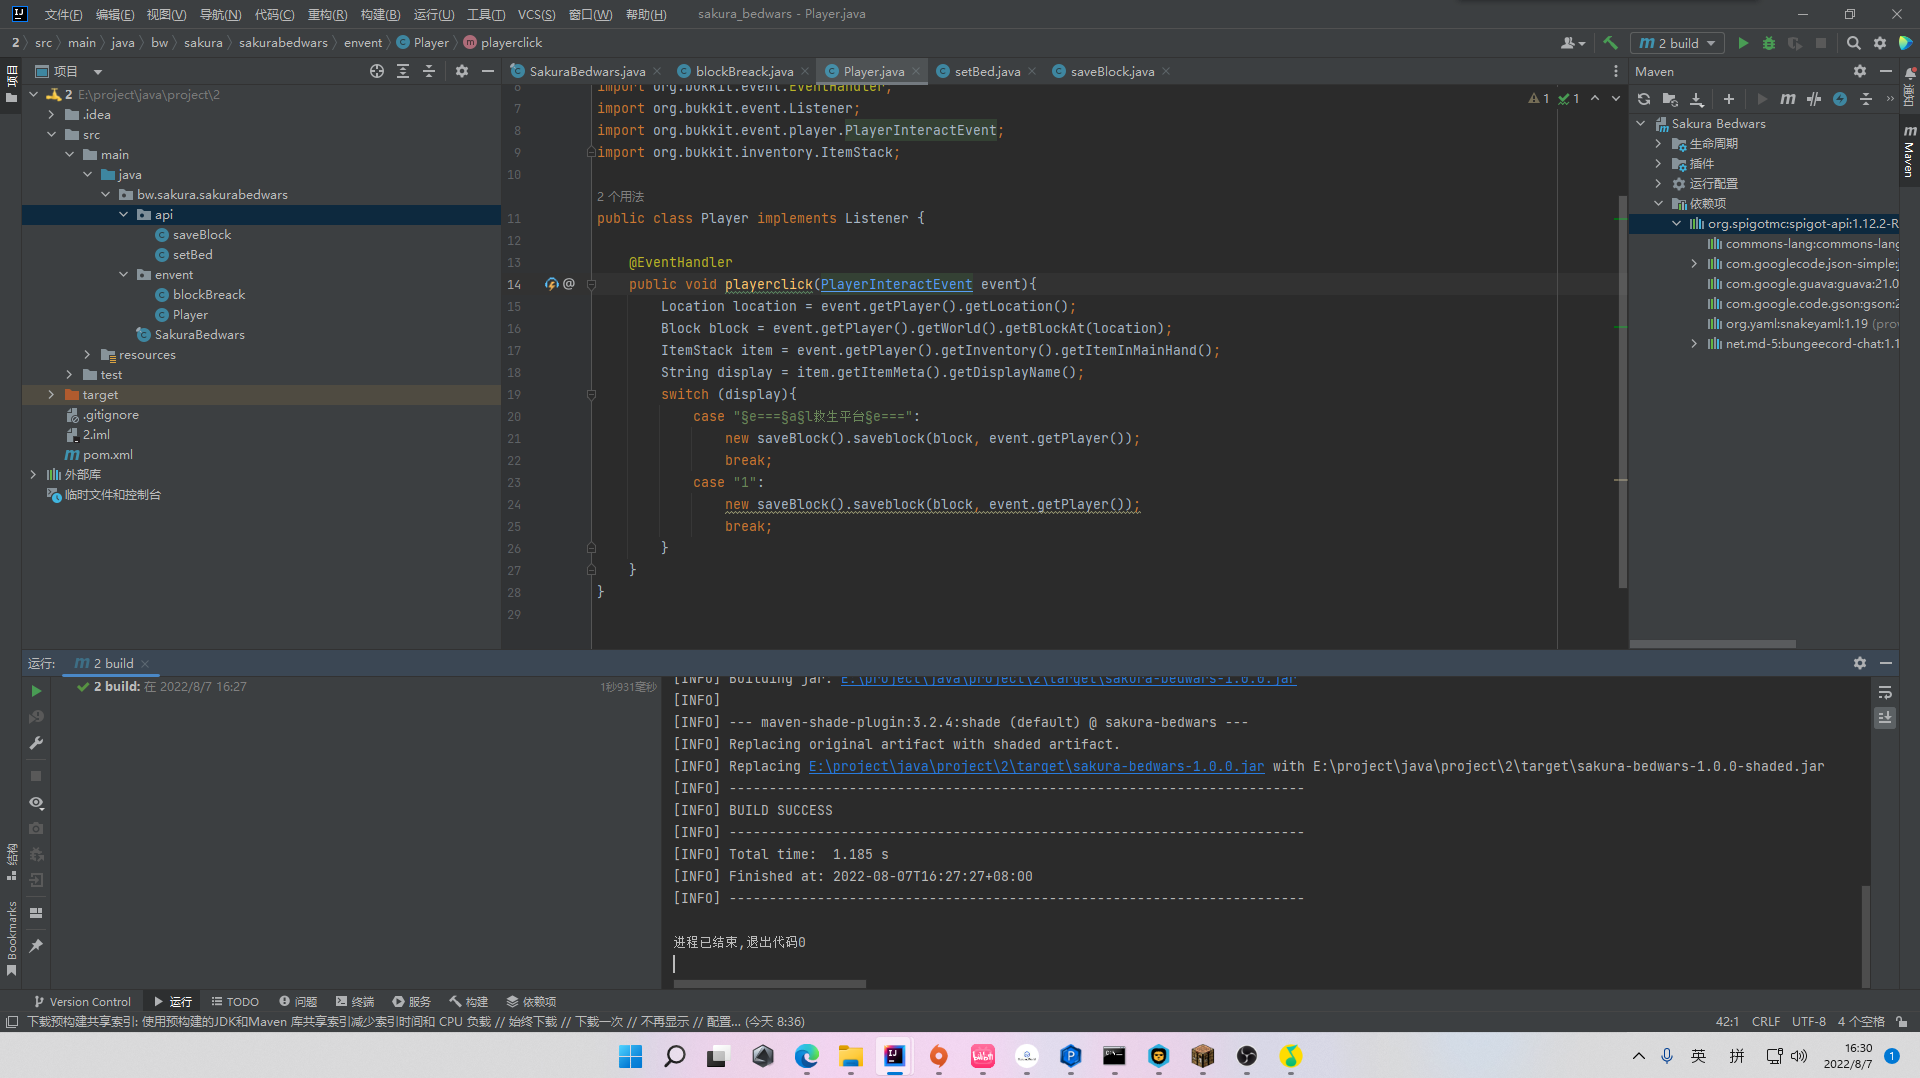 文件(F) 编辑(E) 视图(V) 导航(N) 代码(C) 重构(R) 构建(B) 运行(U) 工具(T) VCS(S) 窗口(W) 帮助(H) sakura_bedwars - Player.java
2 src main java bw sakura sakurabedwars envent Player playerclick
2 build
项目
SakuraBedwars.java blockBreack.java Player.java setBed.java saveBlock.java
Maven
2 E:\project\java\project\2
.idea
src
main
java
bw.sakura.sakurabedwars
api
saveBlock
setBed
envent
blockBreack
Player
SakuraBedwars
resources
test
target
.gitignore
2.iml
pom.xml
外部库
临时文件和控制台
6 import org.bukkit.event.EventHandler;
7 import org.bukkit.event.Listener;
8 import org.bukkit.event.player.PlayerInteractEvent;
9 import org.bukkit.inventory.ItemStack;
10
2 个用法
11 public class Player implements Listener {
12
13 @EventHandler
14 public void playerclick(PlayerInteractEvent event){
15 Location location = event.getPlayer().getLocation();
16 Block block = event.getPlayer().getWorld().getBlockAt(location);
17 ItemStack item = event.getPlayer().getInventory().getItemInMainHand();
18 String display = item.getItemMeta().getDisplayName();
19 switch (display){
20 case "§e===§a§l救生平台§e===":
21 new saveBlock().saveblock(block, event.getPlayer());
22 break;
23 case "1":
24 new saveBlock().saveblock(block, event.getPlayer());
25 break;
26 }
27 }
28 }
29
1 1
Sakura Bedwars
生命周期
插件
运行配置
依赖项
org.spigotmc:spigot-api:1.12.2-R
commons-lang:commons-lang
com.googlecode.json-simple:
com.google.guava:guava:21.0
com.google.code.gson:gson:2
org.yaml:snakeyaml:1.19 (pro
net.md-5:bungeecord-chat:1.1
项目
结构
Bookmarks
通知
Maven
运行: 2 build
2 build: 在 2022/8/7 16:27 1秒931毫秒
[INFO] Building jar: E:\project\java\project\2\target\sakura-bedwars-1.0.0.jar
[INFO]
[INFO] --- maven-shade-plugin:3.2.4:shade (default) @ sakura-bedwars ---
[INFO] Replacing original artifact with shaded artifact.
[INFO] Replacing E:\project\java\project\2\target\sakura-bedwars-1.0.0.jar with E:\project\java\project\2\target\sakura-bedwars-1.0.0-shaded.jar
[INFO] ------------------------------------------------------------------------
[INFO] BUILD SUCCESS
[INFO] ------------------------------------------------------------------------
[INFO] Total time:  1.185 s
[INFO] Finished at: 2022-08-07T16:27:27+08:00
[INFO] ------------------------------------------------------------------------
进程已结束,退出代码0
Version Control 运行 TODO 问题 终端 服务 构建 依赖项
下载预构建共享索引: 使用预构建的JDK和Maven 库共享索引减少索引时间和 CPU 负载 // 始终下载 // 下载一次 // 不再显示 // 配置... (今天 8:36) 42:1 CRLF UTF-8 4 个空格
英 拼 16:30
2022/8/7 1